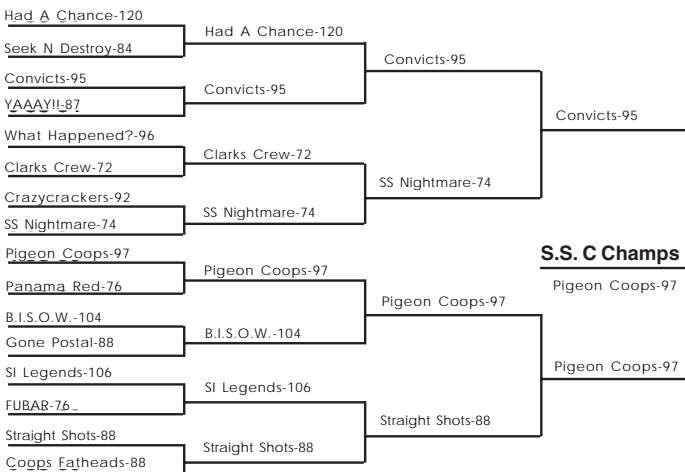 Had A Chance-120
Seek N Destroy-84
Convicts-95
YAAAY!!-87
What Happened?-96
Clarks Crew-72
Crazycrackers-92
SS Nightmare-74
Pigeon Coops-97
Panama Red-76
B.I.S.O.W.-104
Gone Postal-88
SI Legends-106
FUBAR-76
Straight Shots-88
Coops Fatheads-88
Had A Chance-120
Convicts-95
Clarks Crew-72
SS Nightmare-74
Pigeon Coops-97
B.I.S.O.W.-104
SI Legends-106
Straight Shots-88
Convicts-95
SS Nightmare-74
Pigeon Coops-97
Straight Shots-88
Convicts-95
Pigeon Coops-97
S.S. C Champs
Pigeon Coops-97